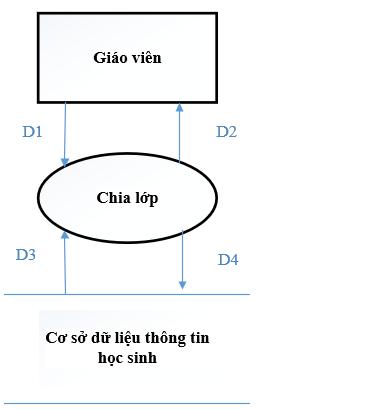 Giáo viên
D1
D2
Chia lớp
D3
D4
Cơ sở dữ liệu thông tin
học sinh